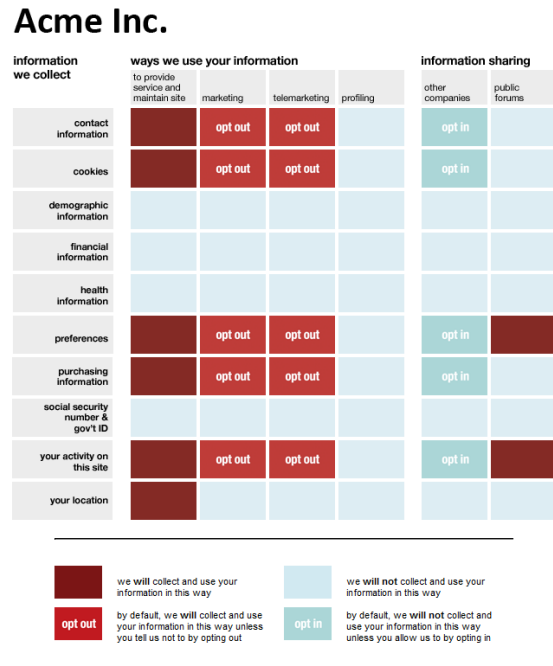 Acme Inc.
information
we collect
ways we use your information
information sharing
to provide
service and
maintain site
marketing
telemarketing
profiling
other
companies
public
forums
contact
information
opt out
opt out
opt in
cookies
opt out
opt out
opt in
demographic
information
financial
information
health
information
preferences
opt out
opt out
opt in
purchasing
information
opt out
opt out
opt in
social security
number &
gov't ID
your activity on
this site
opt out
opt out
opt in
your location
we will collect and use your
information in this way
we will not collect and use your
information in this way
opt out
by default, we will collect and use
your information in this way unless
you tell us not to by opting out
opt in
by default, we will not collect and
use your information in this way
unless you allow us to by opting in